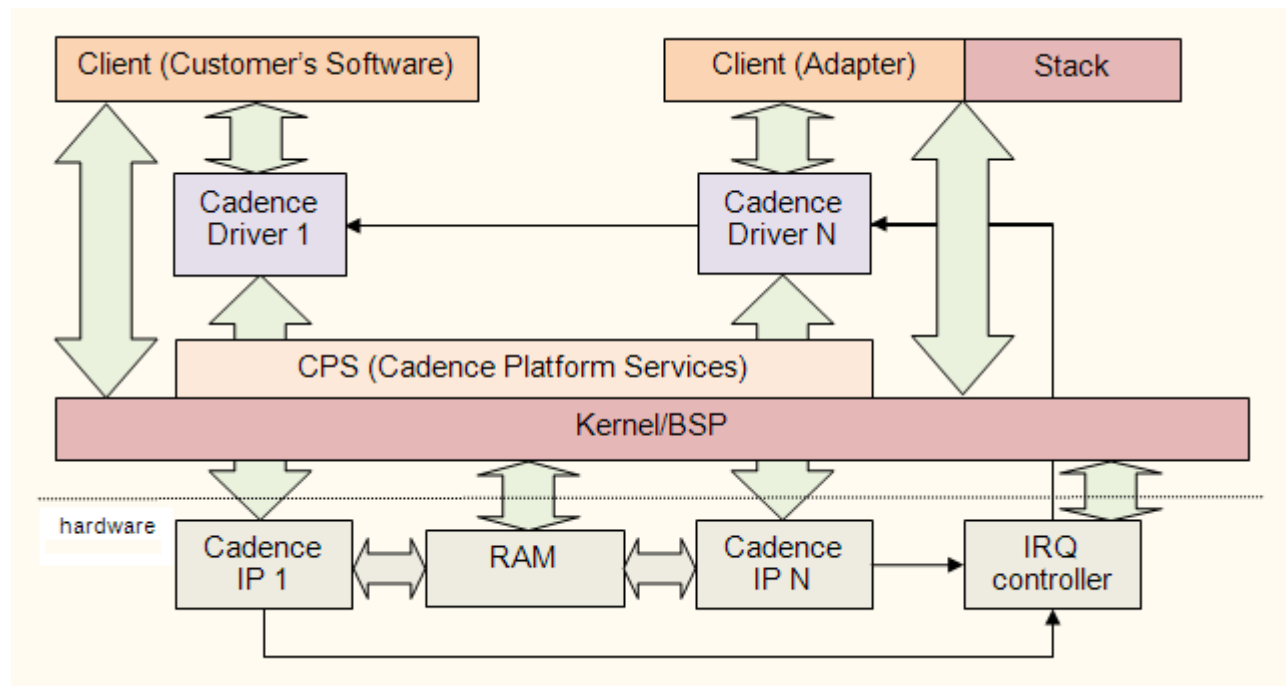 Client (Customer's Software)
Client (Adapter)
Stack
Cadence
Driver 1
Cadence
Driver N
CPS (Cadence Platform Services)
Kernel/BSP
hardware
Cadence
IP 1
RAM
Cadence
IP N
IRQ
controller